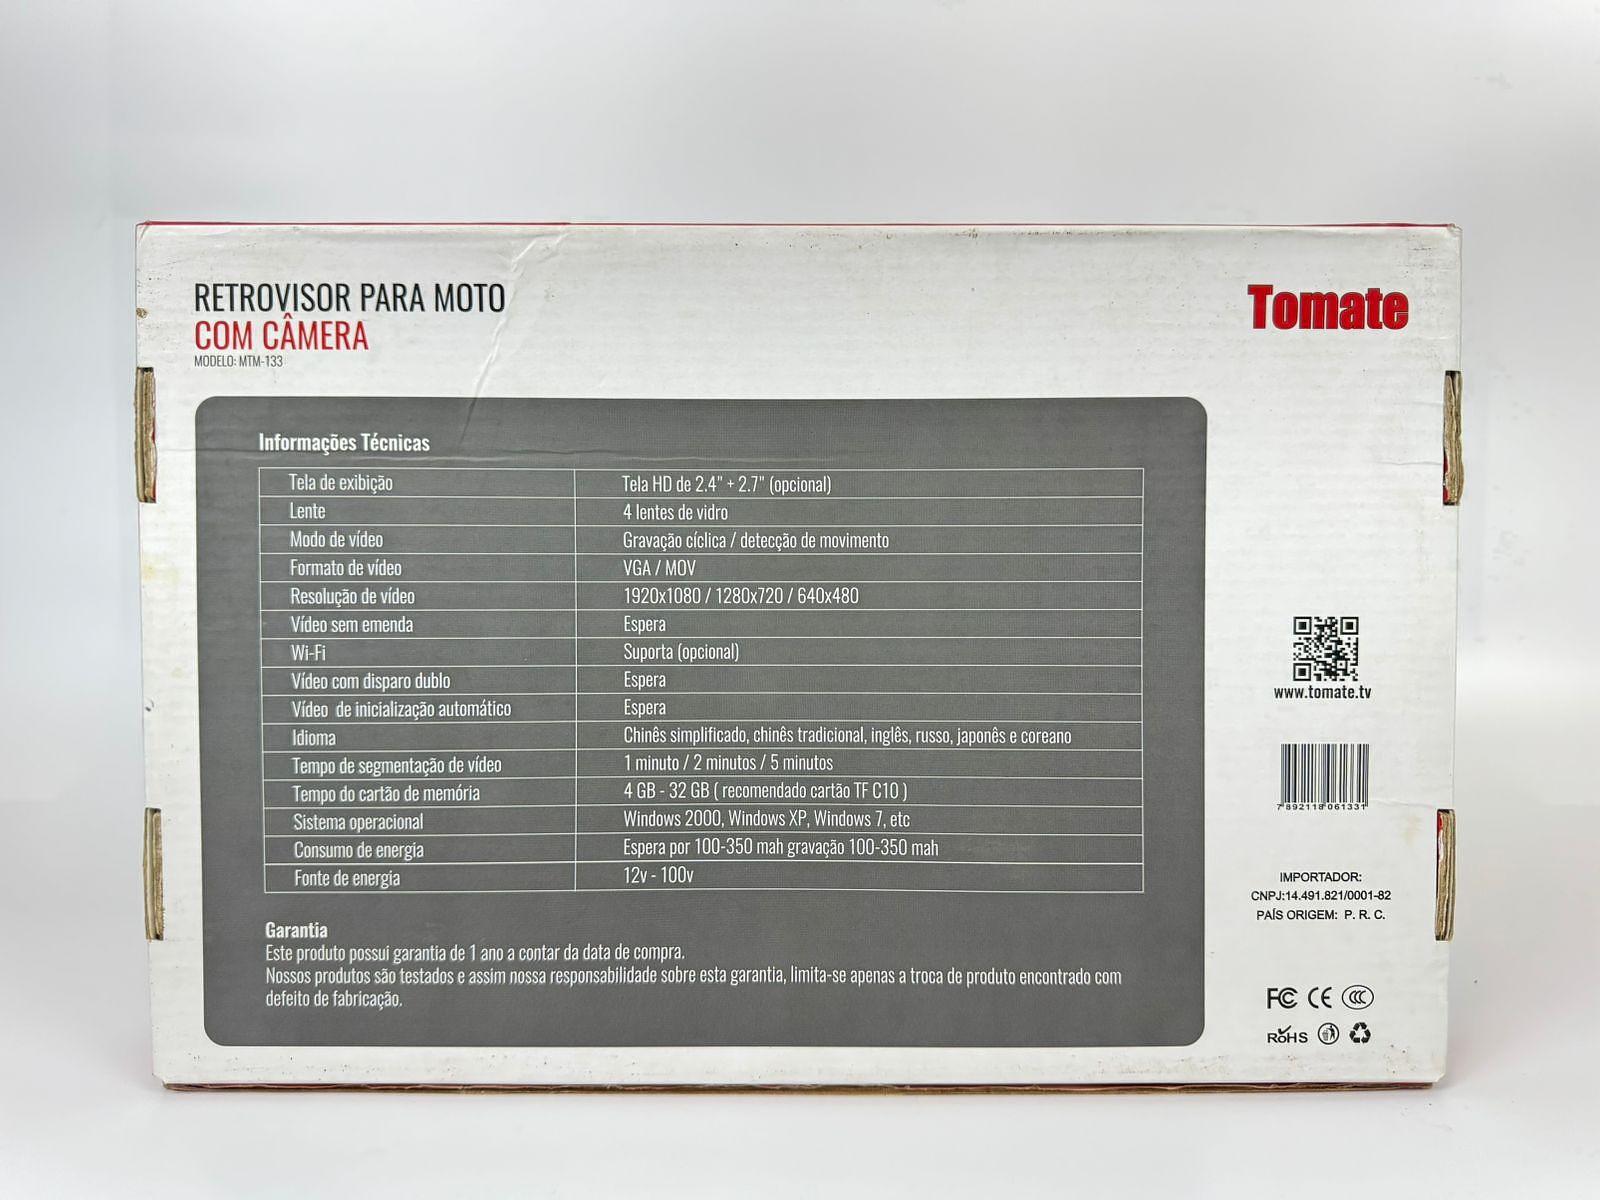 RETROVISOR PARA MOTO
COM CÂMERA
MODELO: MTM-133
Tomate
Informações Técnicas
Tela de exibição Tela HD de 2.4" + 2.7" (opcional)
Lente 4 lentes de vidro
Modo de vídeo Gravação cíclica / detecção de movimento
Formato de vídeo VGA / MOV
Resolução de vídeo 1920x1080 / 1280x720 / 640x480
Vídeo sem emenda Espera
Wi-Fi Suporta (opcional)
Vídeo com disparo dublo Espera
Vídeo de inicialização automático Espera
Idioma Chinês simplificado, chinês tradicional, inglês, russo, japonês e coreano
Tempo de segmentação de vídeo 1 minuto / 2 minutos / 5 minutos
Tempo do cartão de memória 4 GB - 32 GB ( recomendado cartão TF C10 )
Sistema operacional Windows 2000, Windows XP, Windows 7, etc
Consumo de energia Espera por 100-350 mah gravação 100-350 mah
Fonte de energia 12v - 100v
Garantia
Este produto possui garantia de 1 ano a contar da data de compra.
Nossos produtos são testados e assim nossa responsabilidade sobre esta garantia, limita-se apenas a troca de produto encontrado com
defeito de fabricação.
www.tomate.tv
7 892118 061331
IMPORTADOR:
CNPJ:14.491.821/0001-82
PAÍS ORIGEM: P. R. C.
FC CE CCC
RoHS